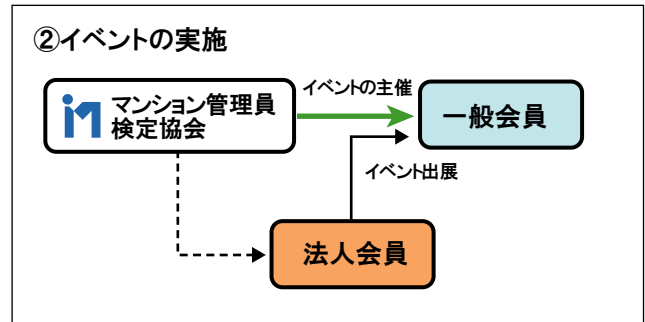 ②イベントの実施
マンション管理員
検定協会
イベントの主催
一般会員
イベント出展
法人会員